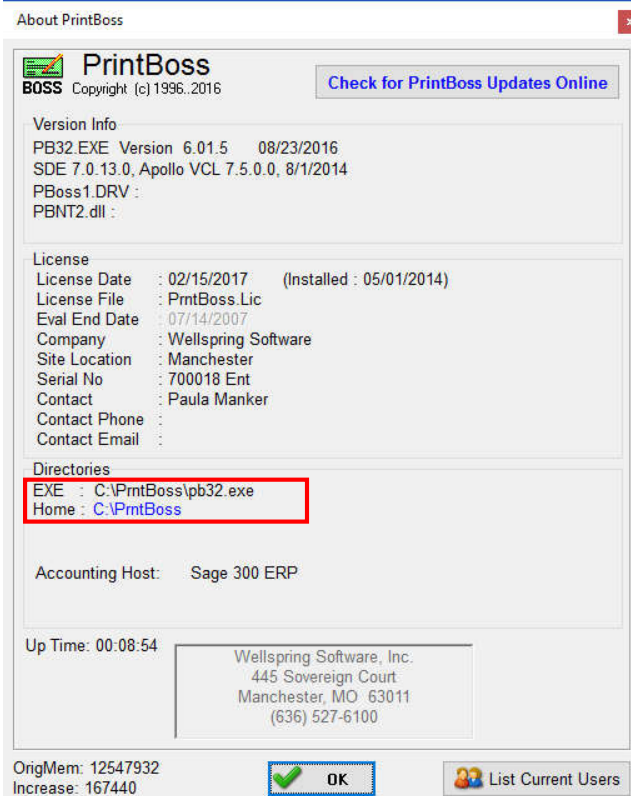 About PrintBoss
x
PrintBoss
BOSS Copyright (c) 1996..2016
Check for PrintBoss Updates Online
Version Info
PB32.EXE Version 6.01.5 08/23/2016
SDE 7.0.13.0, Apollo VCL 7.5.0.0, 8/1/2014
PBoss1.DRV :
PBNT2.dll :
License
License Date : 02/15/2017 (Installed : 05/01/2014)
License File : PrntBoss.Lic
Eval End Date : 07/14/2007
Company : Wellspring Software
Site Location : Manchester
Serial No : 700018 Ent
Contact : Paula Manker
Contact Phone :
Contact Email :
Directories
EXE : C:\PrntBoss\pb32.exe
Home : C:\PrntBoss
Accounting Host: Sage 300 ERP
Up Time: 00:08:54
Wellspring Software, Inc.
445 Sovereign Court
Manchester, MO 63011
(636) 527-6100
OrigMem: 12547932
Increase: 167440
OK
List Current Users